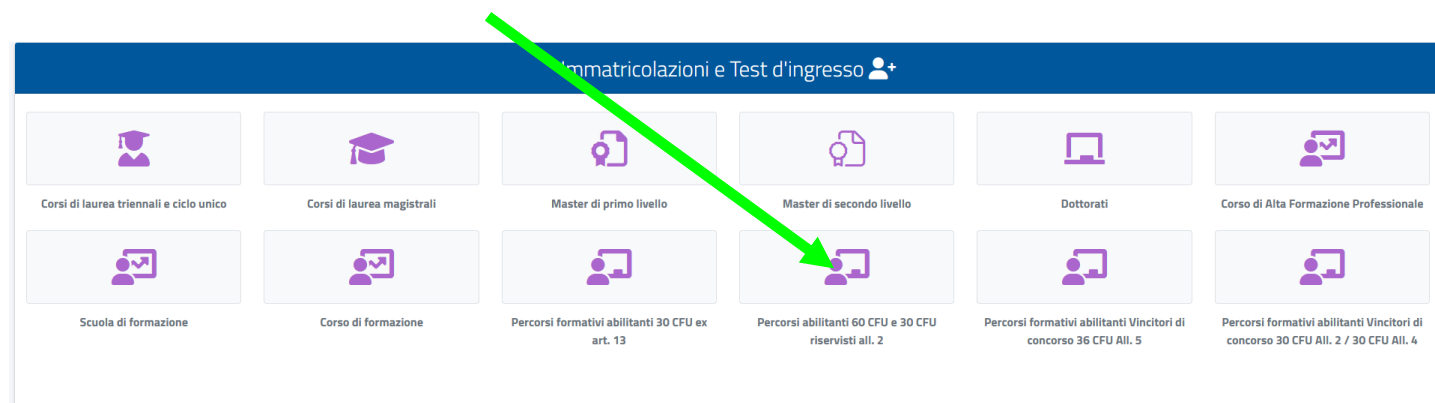 Immatricolazioni e Test d'ingresso
Corsi di laurea triennali e ciclo unico
Corsi di laurea magistrali
Master di primo livello
Master di secondo livello
Dottorati
Corso di Alta Formazione Professionale
Scuola di formazione
Corso di formazione
Percorsi formativi abilitanti 30 CFU ex
art. 13
Percorsi abilitanti 60 CFU e 30 CFU
riservisti all. 2
Percorsi formativi abilitanti Vincitori di
concorso 36 CFU All. 5
Percorsi formativi abilitanti Vincitori di
concorso 30 CFU All. 2 / 30 CFU All. 4